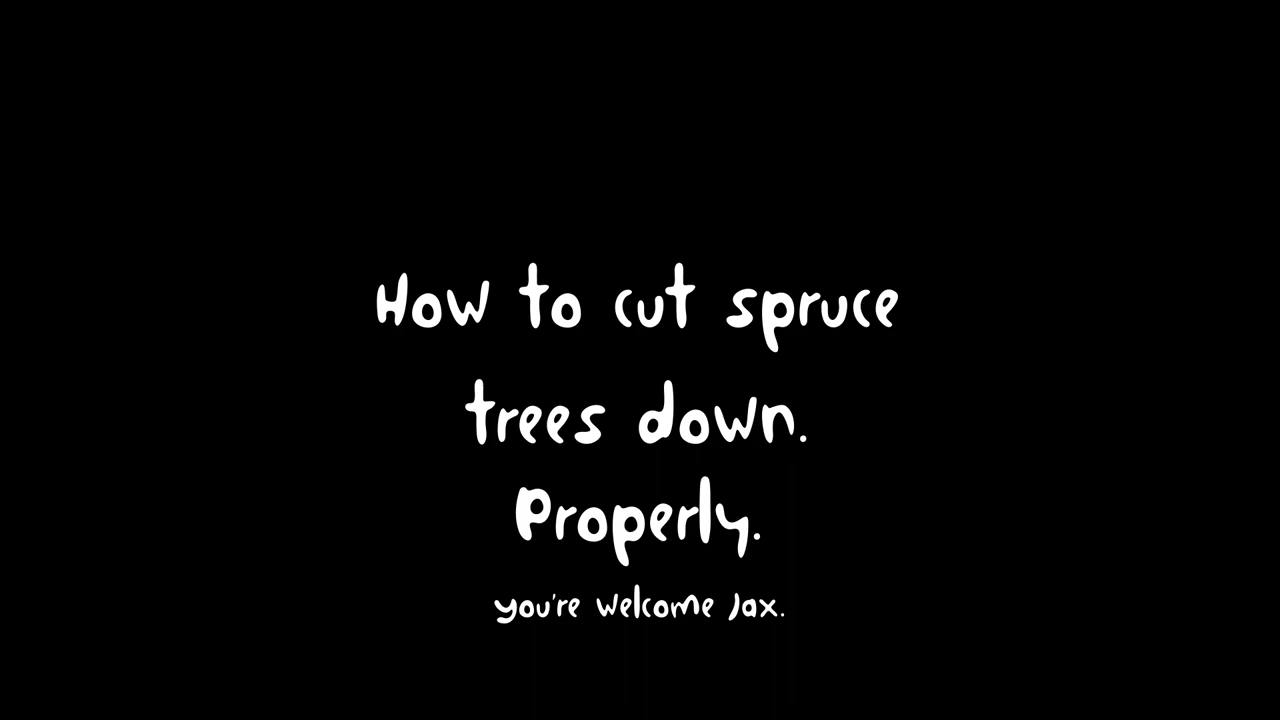 How to cut spruce
trees down.
Properly.
you're welcome Jax.